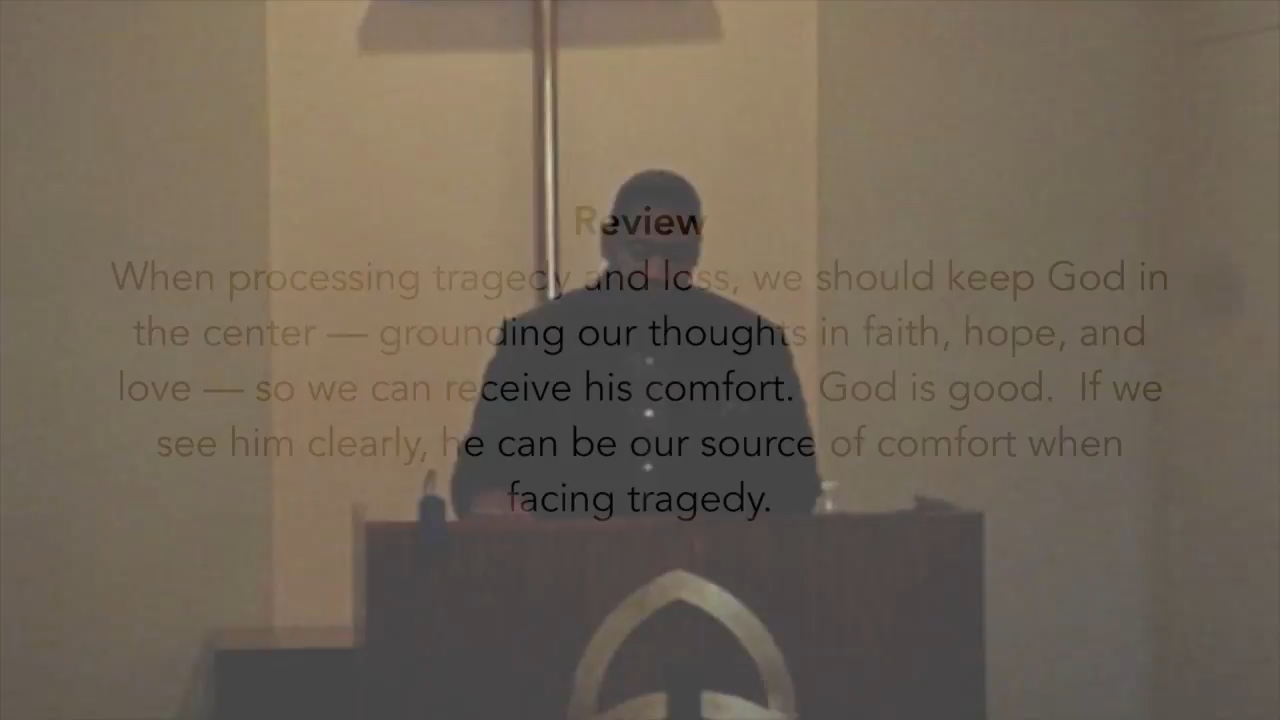 Review
When processing tragedy and loss, we should keep God in
the center — grounding our thoughts in faith, hope, and
love — so we can receive his comfort.  God is good.  If we
see him clearly, he can be our source of comfort when
facing tragedy.